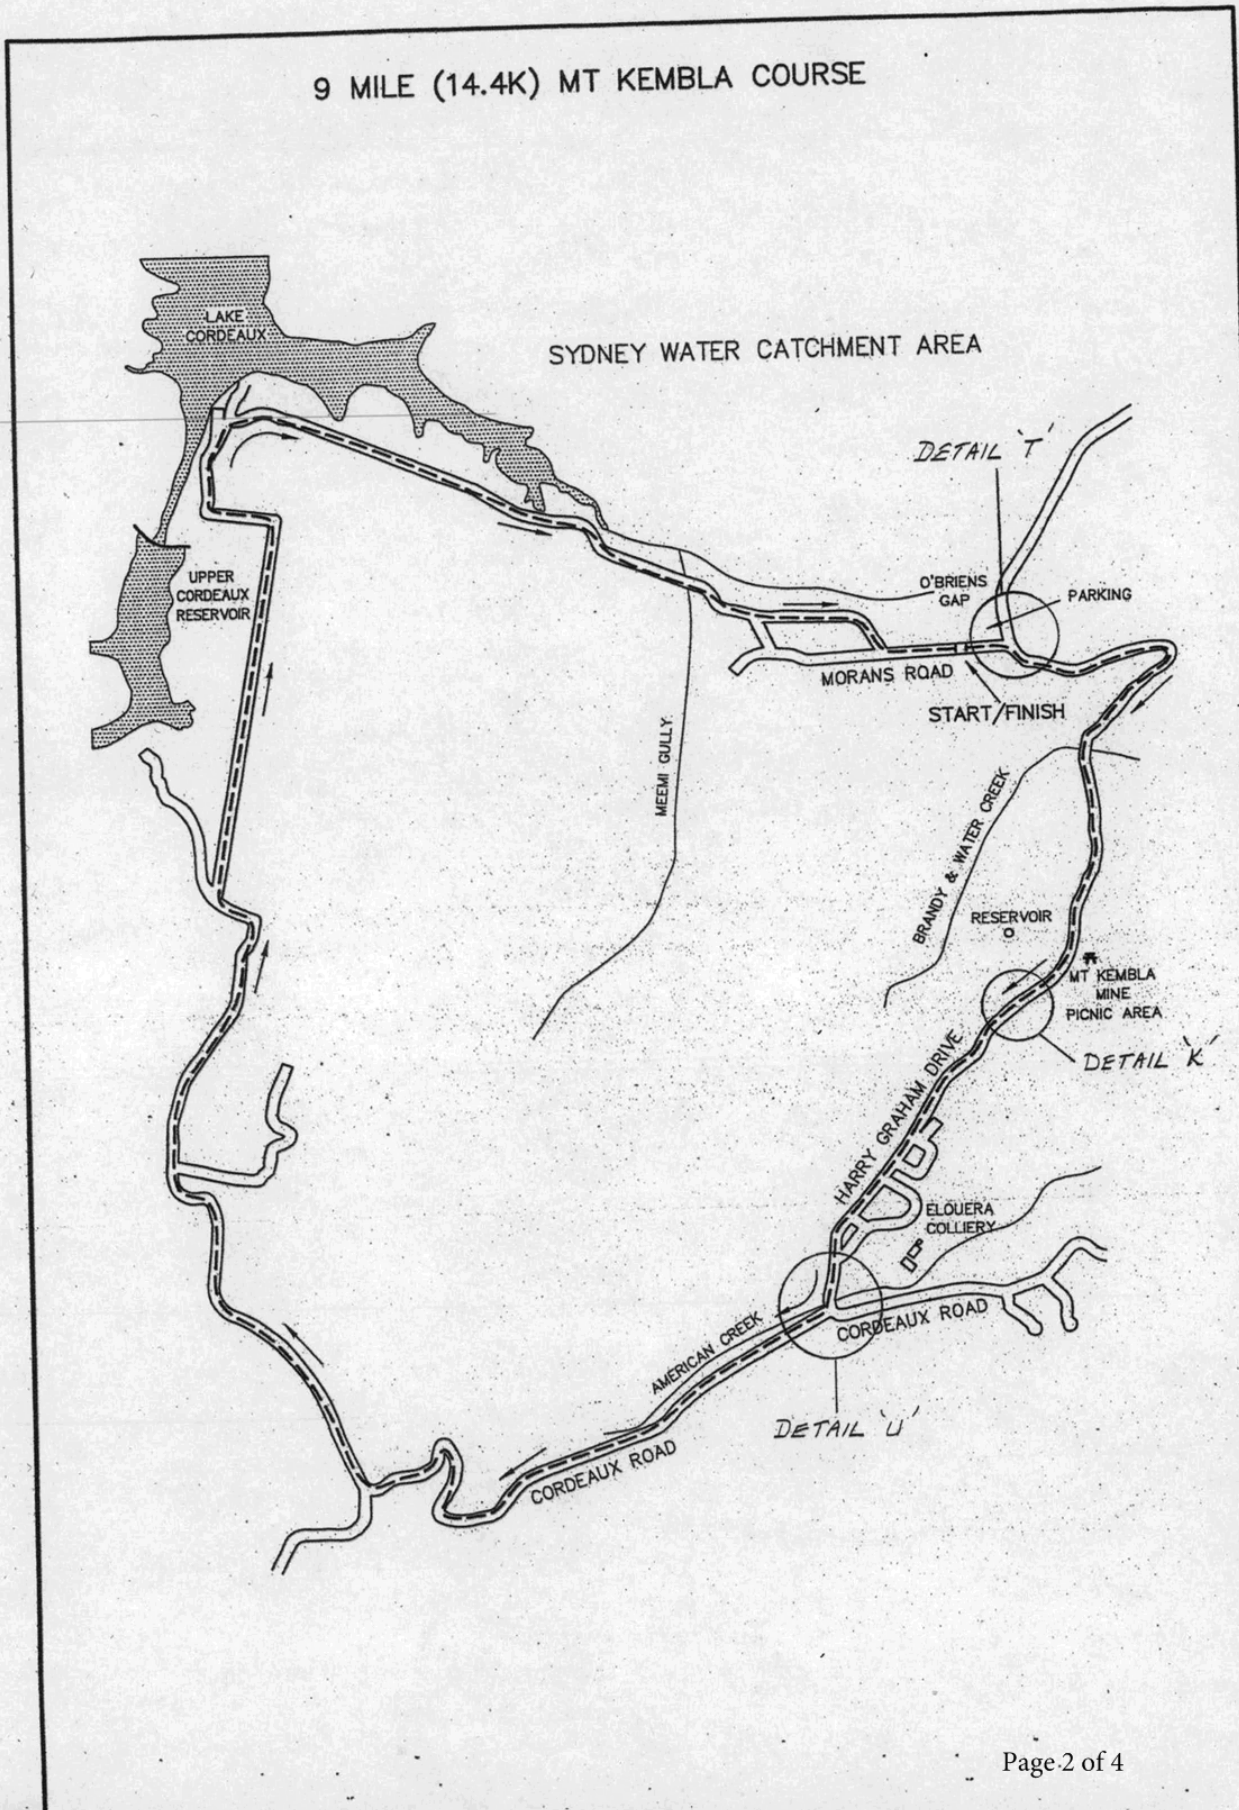 9 MILE (14.4K) MT KEMBLA COURSE
LAKE
CORDEAUX
SYDNEY WATER CATCHMENT AREA
DETAIL 'T'
UPPER
CORDEAUX
RESERVOIR
O'BRIENS
GAP
PARKING
MORANS ROAD
START/FINISH
MEEMI GULLY
BRANDY & WATER CREEK
RESERVOIR
MT KEMBLA
MINE
PICNIC AREA
DETAIL 'K'
HARRY GRAHAM DRIVE
ELOUERA
COLLIERY
AMERICAN CREEK
CORDEAUX ROAD
DETAIL 'U'
CORDEAUX ROAD
Page 2 of 4